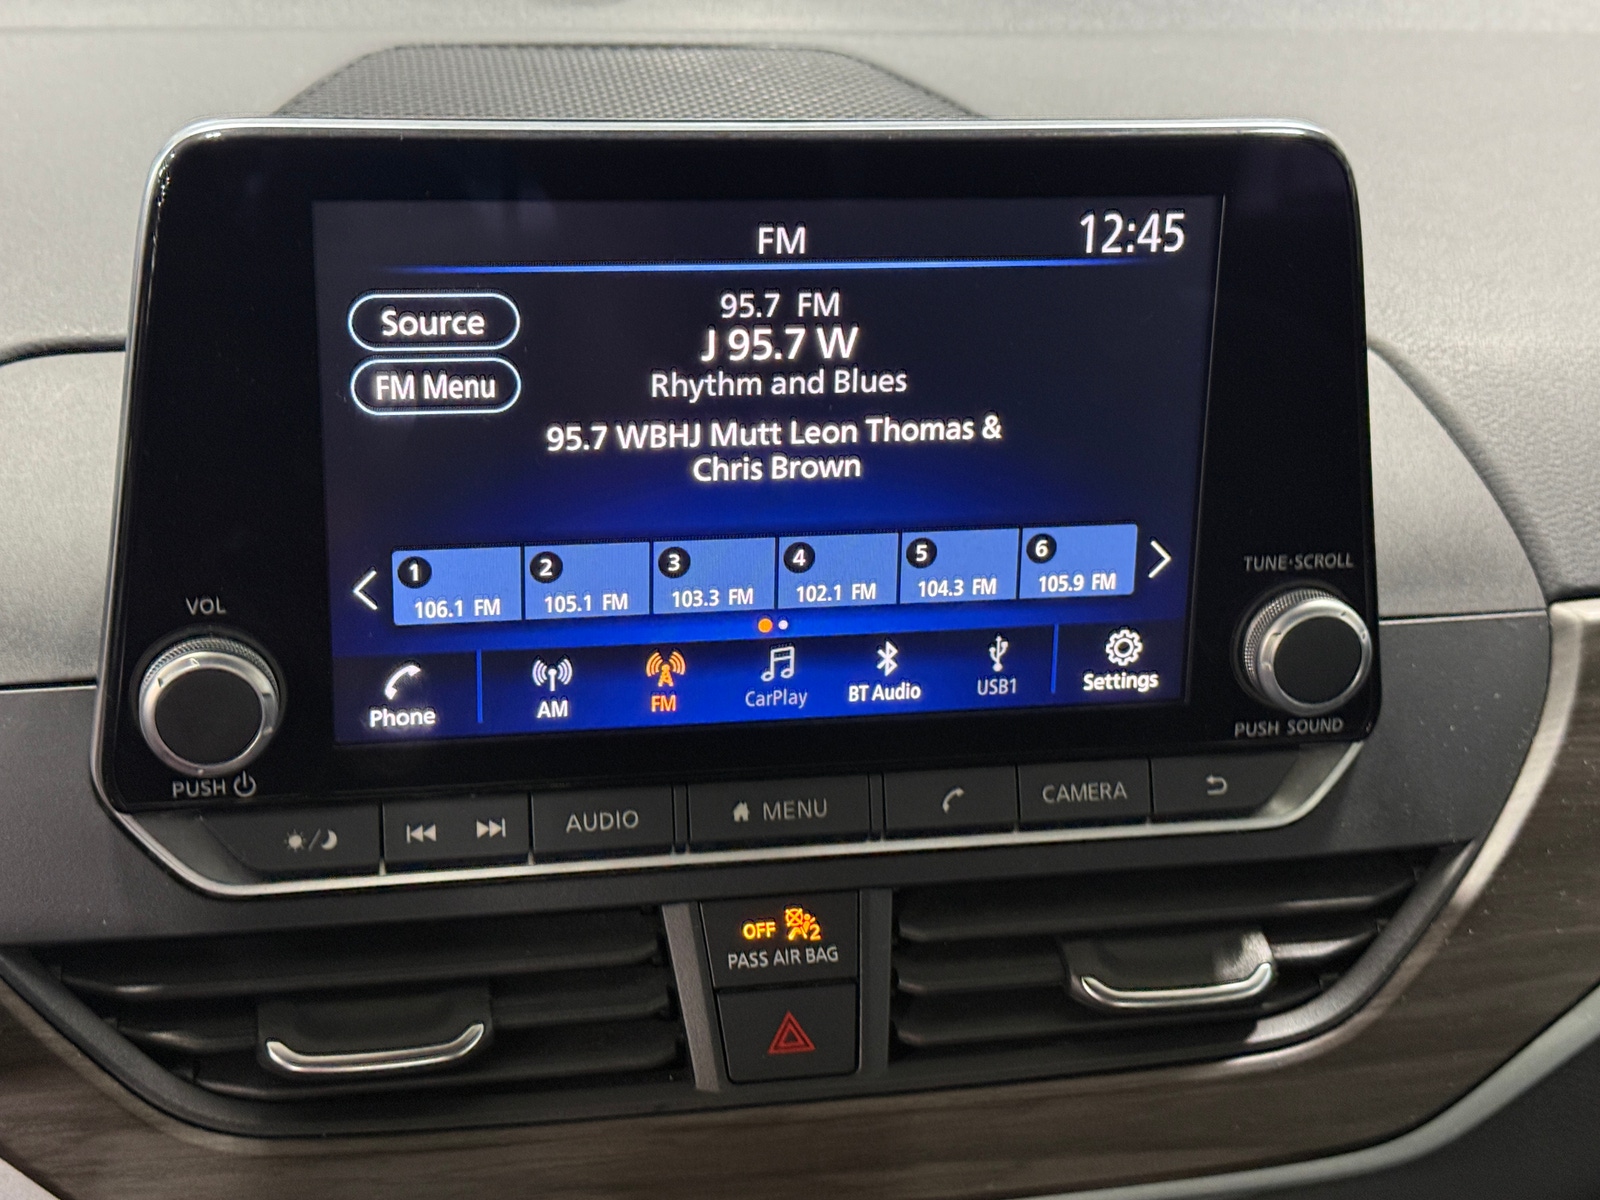 FM
12:45
Source
FM Menu
95.7 FM
J 95.7 W
Rhythm and Blues
95.7 WBHJ Mutt Leon Thomas &
Chris Brown
1
106.1 FM
2
105.1 FM
3
103.3 FM
4
102.1 FM
5
104.3 FM
6
105.9 FM
Phone
AM
FM
CarPlay
BT Audio
USB1
Settings
VOL
PUSH
TUNE·SCROLL
PUSH SOUND
AUDIO
MENU
CAMERA
OFF
2
PASS AIR BAG